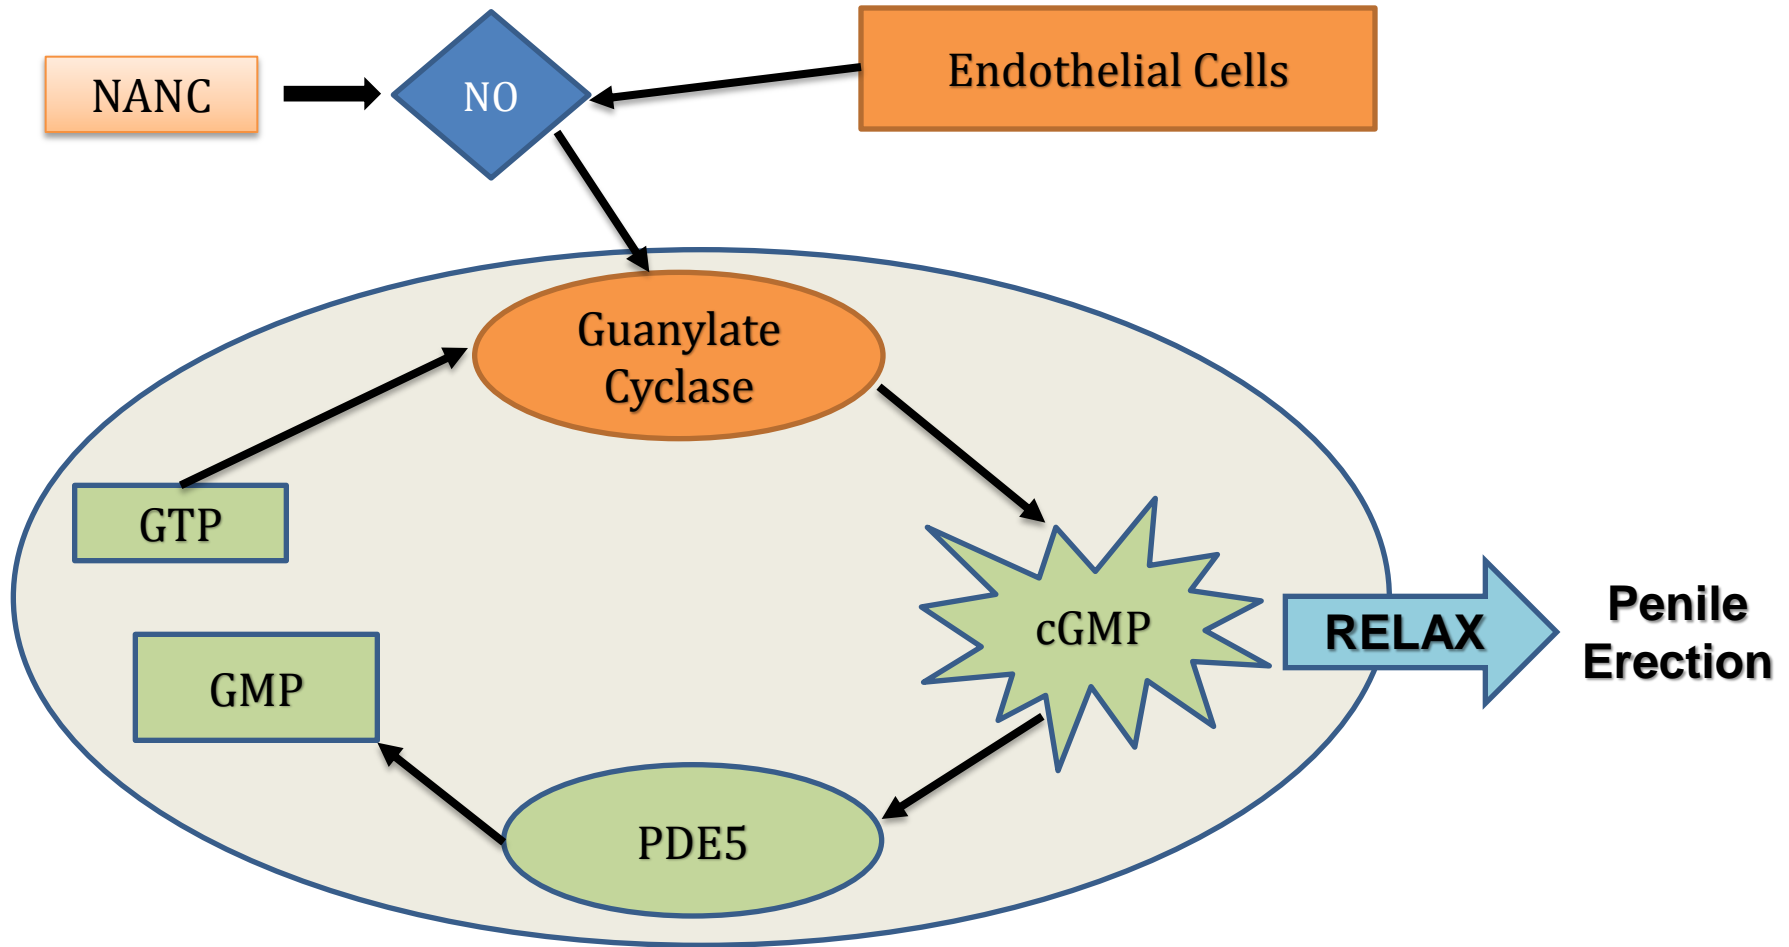 NANC
NO
Endothelial Cells
Guanylate
Cyclase
GTP
cGMP
RELAX
Penile
Erection
GMP
PDE5